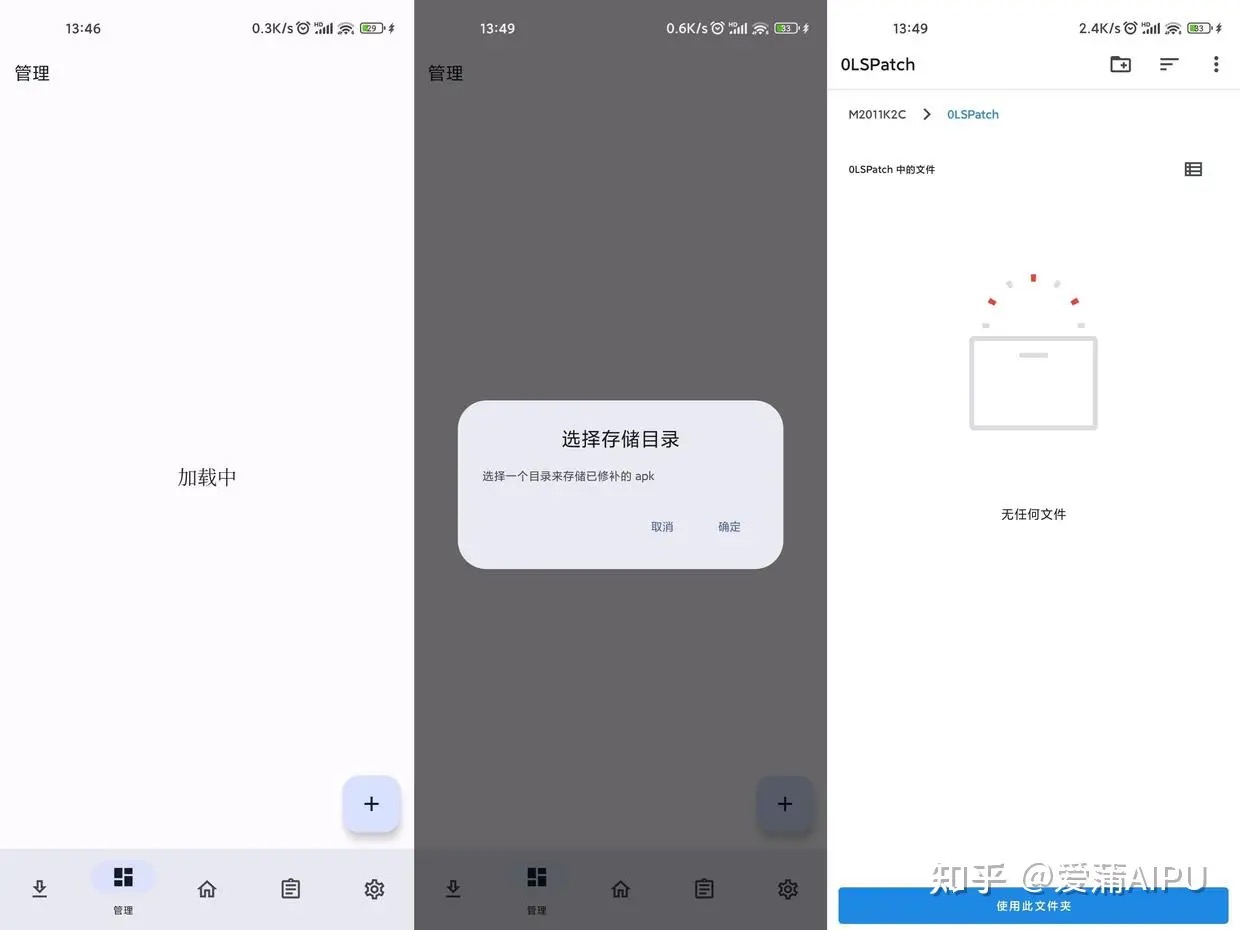 13:46
0.3K/s
HD
29
管理
加载中
管理
13:49
0.6K/s
HD
33
管理
选择存储目录
选择一个目录来存储已修补的 apk
取消
确定
管理
13:49
2.4K/s
HD
33
0LSPatch
M2011K2C
0LSPatch
0LSPatch 中的文件
无任何文件
知乎 @爱蒲AIPU
使用此文件夹